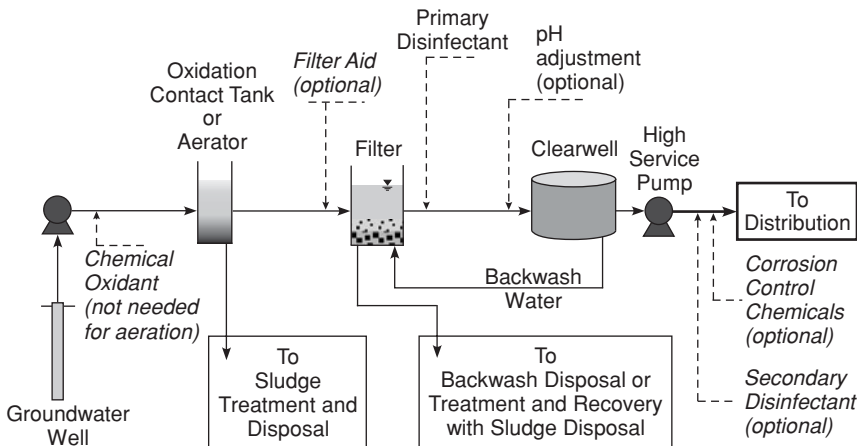 Oxidation
Contact Tank
or
Aerator
Filter Aid
(optional)
Primary
Disinfectant
pH
adjustment
(optional)
Filter
Clearwell
High
Service
Pump
To
Distribution
Chemical
Oxidant
(not needed
for aeration)
Backwash
Water
Corrosion
Control
Chemicals
(optional)
Groundwater
Well
To
Sludge
Treatment and
Disposal
To
Backwash Disposal or
Treatment and Recovery
with Sludge Disposal
Secondary
Disinfectant
(optional)